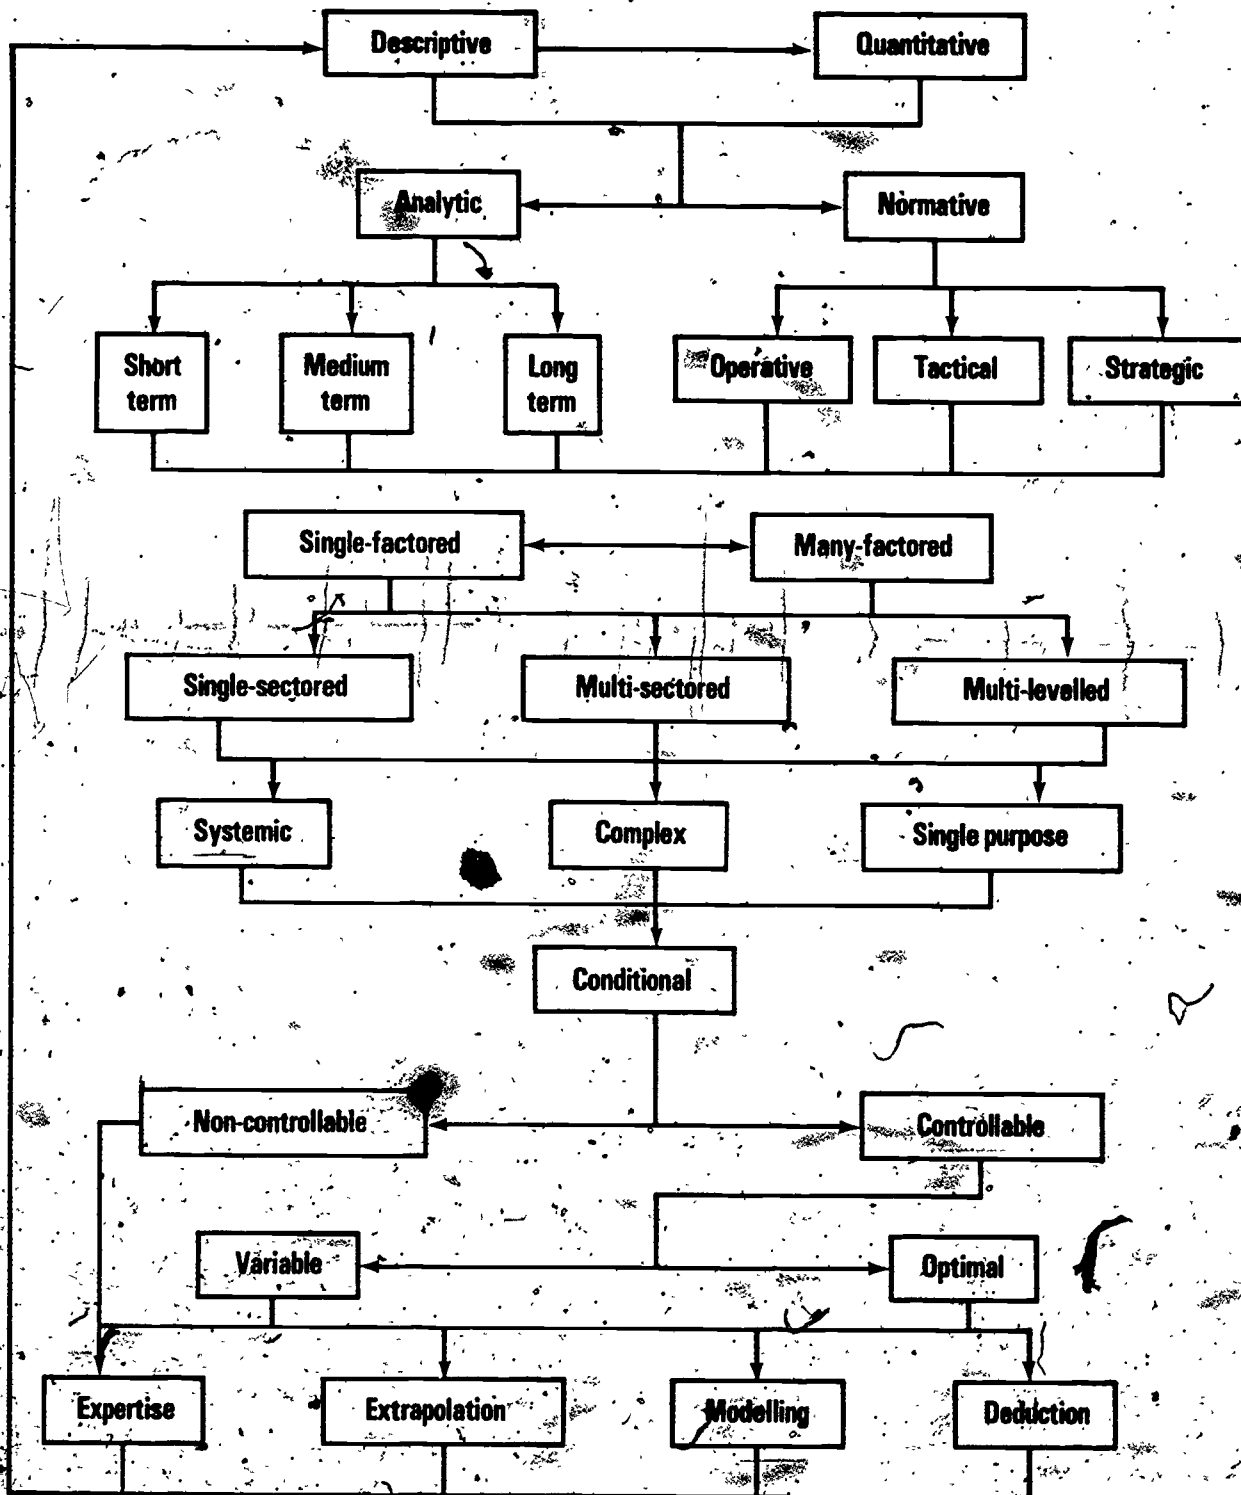 Descriptive
Quantitative
Analytic
Normative
Short
term
Medium
term
Long
term
Operative
Tactical
Strategic
Single-factored
Many-factored
Single-sectored
Multi-sectored
Multi-levelled
Systemic
Complex
Single purpose
Conditional
Non-controllable
Controllable
Variable
Optimal
Expertise
Extrapolation
Modelling
Deduction